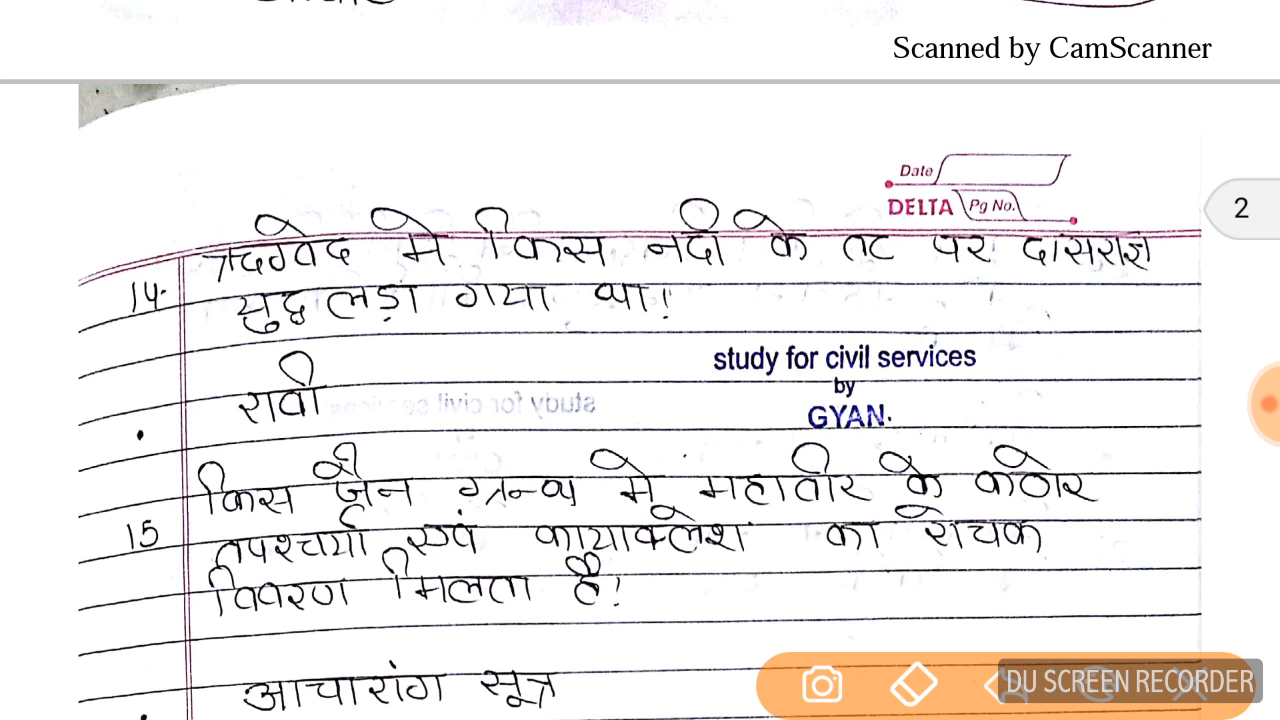 Scanned by CamScanner
Date
DELTA Pg No.
2
ऋग्वेद मे किस नदी के तट पर दासराज्ञ
14.
युद्ध लड़ा गया था!
study for civil services
by
GYAN.
रावी
किस जैन ग्रन्थ में महावीर के कठोर
15
तपश्चर्या एवं कायाक्लेश का रोचक
विवरण मिलता है!
DU SCREEN RECORDER
आचारांग सूत्र